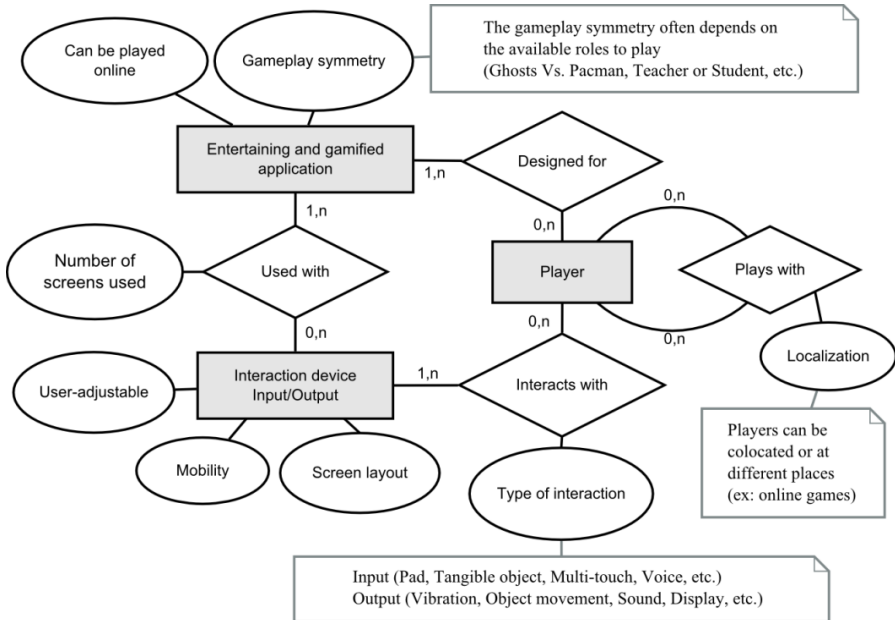 Can be played
online
Gameplay symmetry
The gameplay symmetry often depends on
the available roles to play
(Ghosts Vs. Pacman, Teacher or Student, etc.)
Entertaining and gamified
application
1,n
Designed for
1,n
0,n
0,n
Number of
screens used
Used with
Player
Plays with
0,n
0,n
0,n
Localization
User-adjustable
Interaction device
Input/Output
1,n
Interacts with
Mobility
Screen layout
Type of interaction
Players can be
colocated or at
different places
(ex: online games)
Input (Pad, Tangible object, Multi-touch, Voice, etc.)
Output (Vibration, Object movement, Sound, Display, etc.)